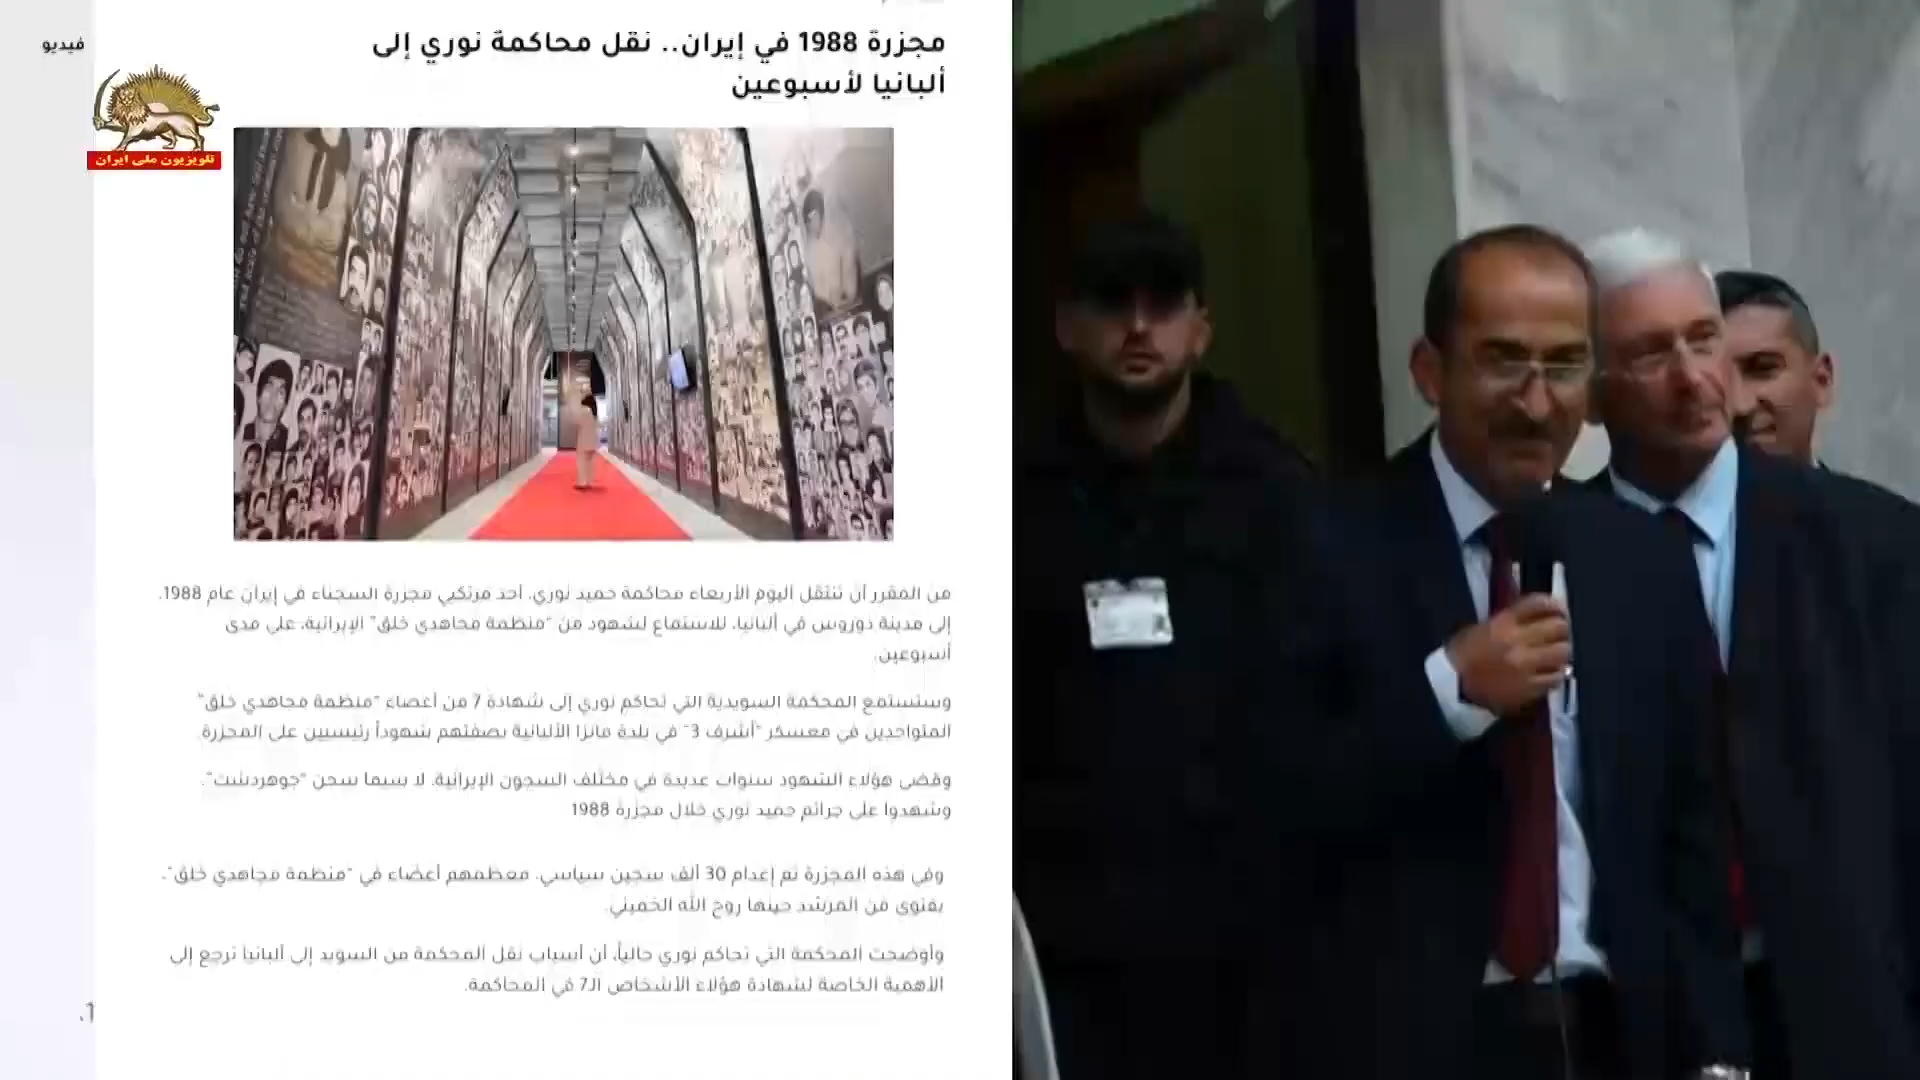 فيديو
تلویزیون ملی ایران
مجزرة 1988 في إيران.. نقل محاكمة نوري إلى
ألبانيا لأسبوعين
من المقرر أن تنتقل اليوم الأربعاء محاكمة حميد نوري، أحد مرتكبي مجزرة السجناء في إيران عام 1988،
إلى مدينة دوروس في ألبانيا، للاستماع لشهود من "منظمة مجاهدي خلق" الإيرانية، على مدى
أسبوعين.
وستستمع المحكمة السويدية التي تحاكم نوري إلى شهادة 7 من أعضاء "منظمة مجاهدي خلق"
المتواجدين في معسكر "أشرف 3" في بلدة مانزا الألبانية بصفتهم شهوداً رئيسيين على المجزرة.
وقضى هؤلاء الشهود سنوات عديدة في مختلف السجون الإيرانية، لا سيما سجن "جوهردشت"،
وشهدوا على جرائم حميد نوري خلال مجزرة 1988
وفي هذه المجزرة تم إعدام 30 ألف سجين سياسي، معظمهم أعضاء في "منظمة مجاهدي خلق"،
بفتوى من المرشد حينها روح الله الخميني.
وأوضحت المحكمة التي تحاكم نوري حالياً، أن أسباب نقل المحكمة من السويد إلى ألبانيا ترجع إلى
الأهمية الخاصة لشهادة هؤلاء الأشخاص الـ7 في المحاكمة.